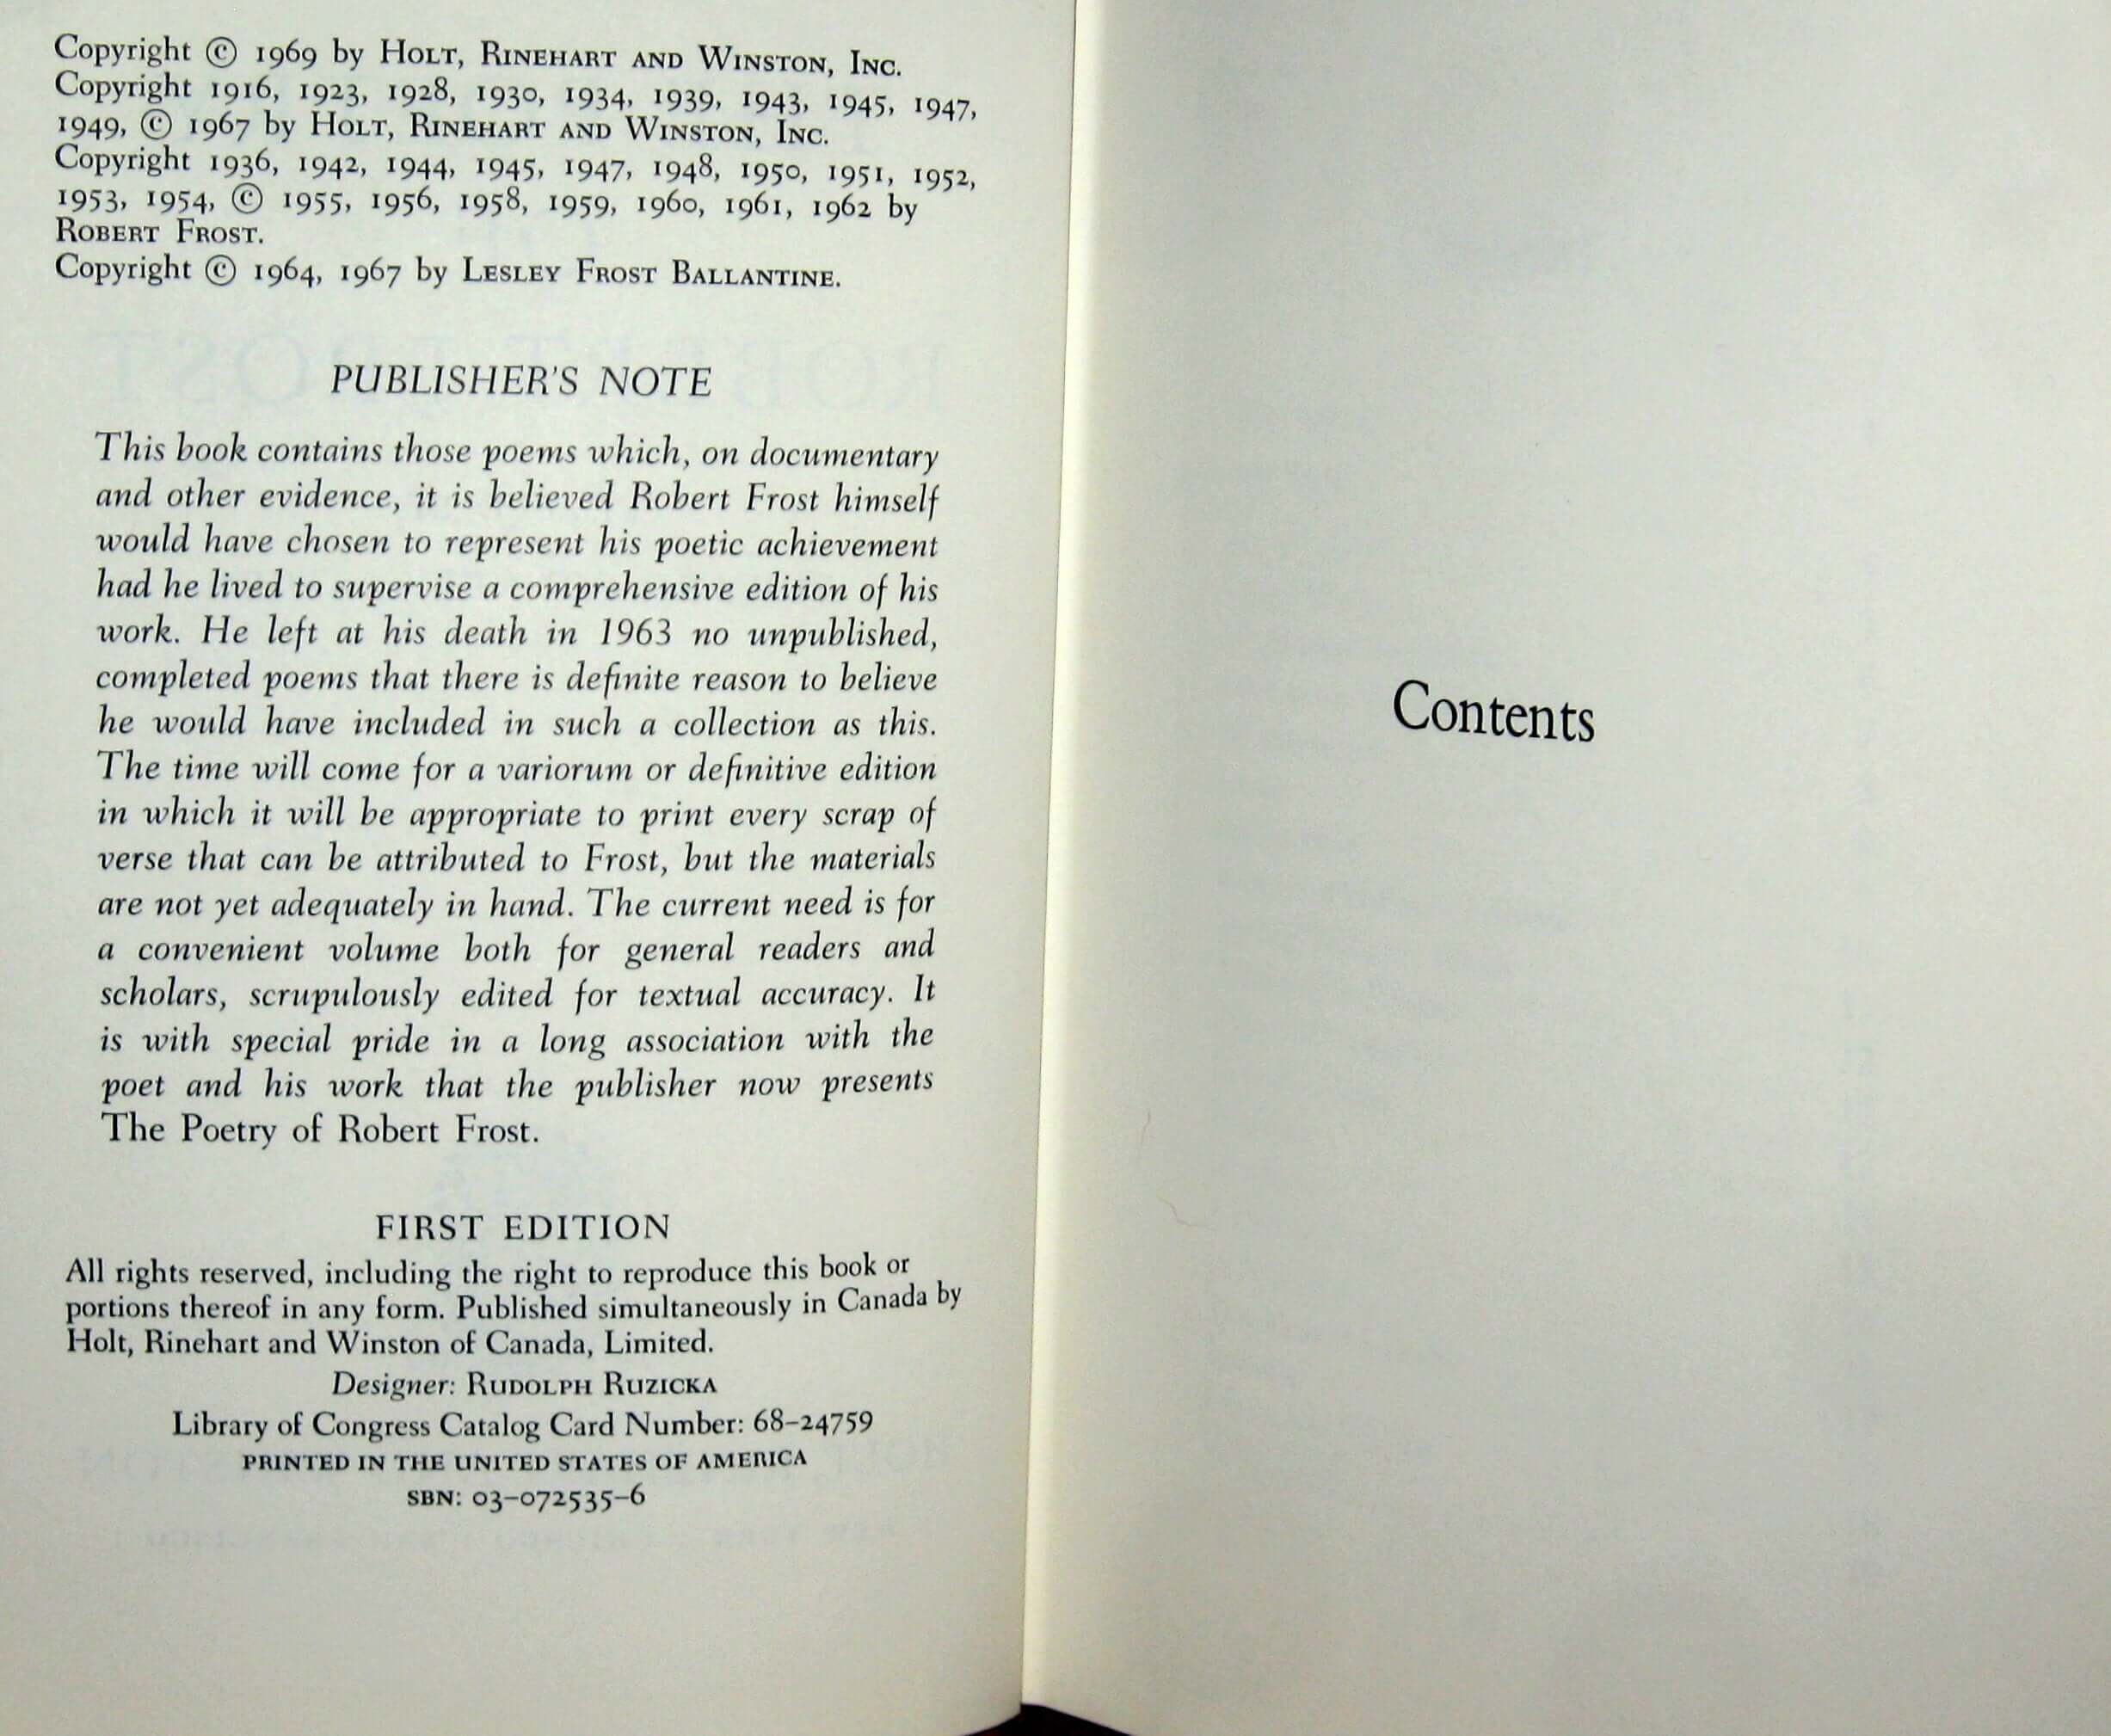 Copyright © 1969 by Holt, Rinehart and Winston, Inc.
Copyright 1916, 1923, 1928, 1930, 1934, 1939, 1943, 1945, 1947,
1949, © 1967 by Holt, Rinehart and Winston, Inc.
Copyright 1936, 1942, 1944, 1945, 1947, 1948, 1950, 1951, 1952,
1953, 1954, © 1955, 1956, 1958, 1959, 1960, 1961, 1962 by
Robert Frost.
Copyright © 1964, 1967 by Lesley Frost Ballantine.
PUBLISHER'S NOTE
This book contains those poems which, on documentary
and other evidence, it is believed Robert Frost himself
would have chosen to represent his poetic achievement
had he lived to supervise a comprehensive edition of his
work. He left at his death in 1963 no unpublished,
completed poems that there is definite reason to believe
he would have included in such a collection as this.
The time will come for a variorum or definitive edition
in which it will be appropriate to print every scrap of
verse that can be attributed to Frost, but the materials
are not yet adequately in hand. The current need is for
a convenient volume both for general readers and
scholars, scrupulously edited for textual accuracy. It
is with special pride in a long association with the
poet and his work that the publisher now presents
The Poetry of Robert Frost.
FIRST EDITION
All rights reserved, including the right to reproduce this book or
portions thereof in any form. Published simultaneously in Canada by
Holt, Rinehart and Winston of Canada, Limited.
Designer: Rudolph Ruzicka
Library of Congress Catalog Card Number: 68–24759
PRINTED IN THE UNITED STATES OF AMERICA
SBN: 03–072535–6
Contents